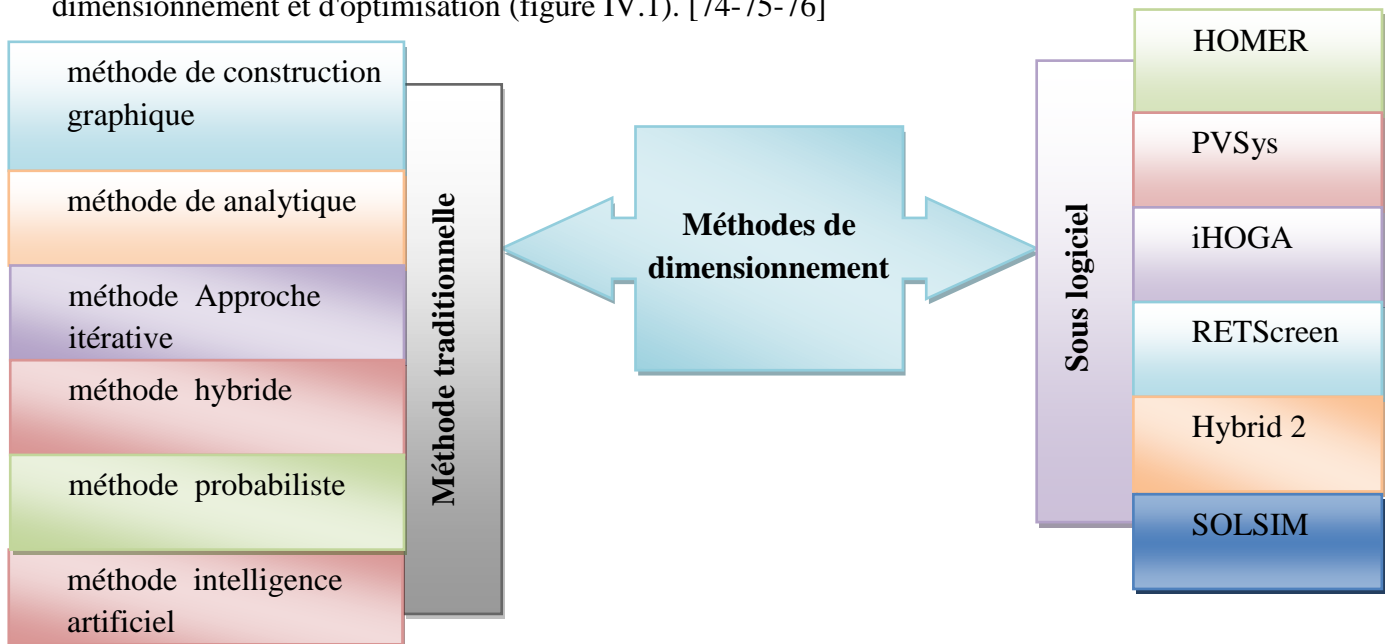 dimensionnement et d'optimisation (figure IV.1). [74-75-76]
méthode de construction
graphique
méthode de analytique
méthode Approche
itérative
méthode hybride
méthode probabiliste
méthode intelligence
artificiel
Méthode traditionnelle
Méthodes de
dimensionnement
Sous logiciel
HOMER
PVSys
iHOGA
RETScreen
Hybrid 2
SOLSIM